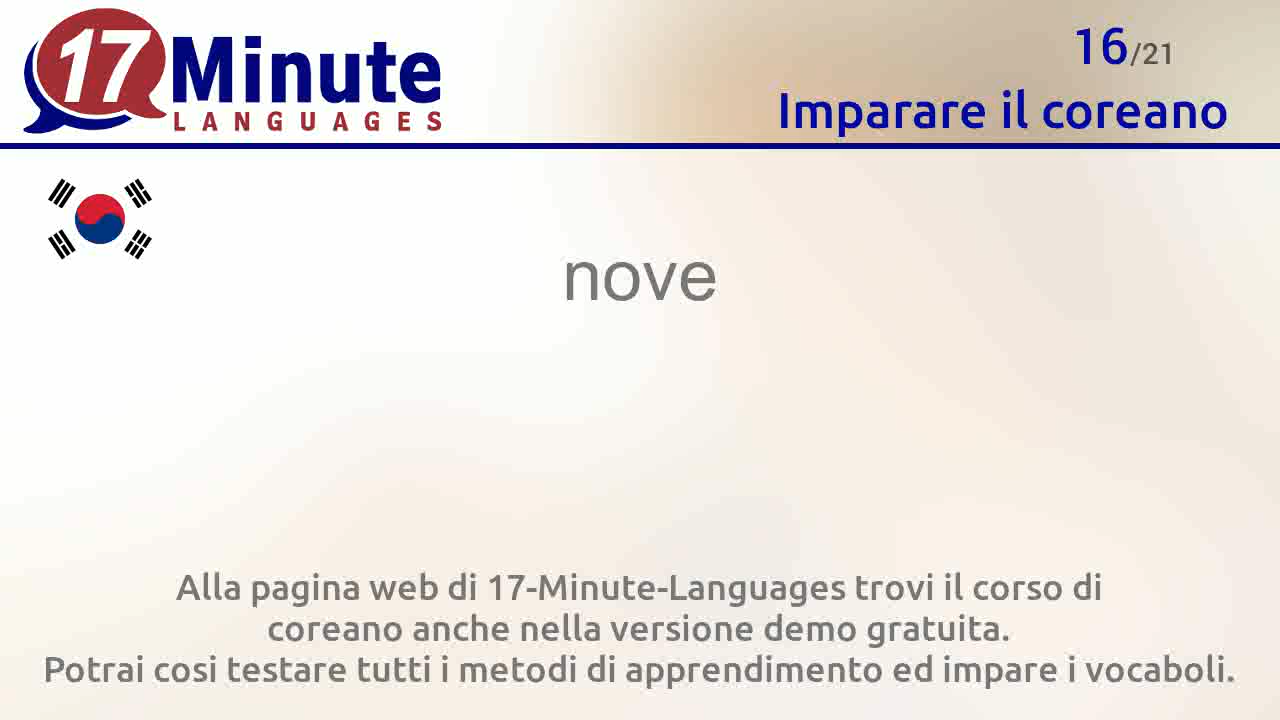 17 Minute
LANGUAGES
16/21
Imparare il coreano
nove
Alla pagina web di 17-Minute-Languages trovi il corso di
coreano anche nella versione demo gratuita.
Potrai cosi testare tutti i metodi di apprendimento ed impare i vocaboli.